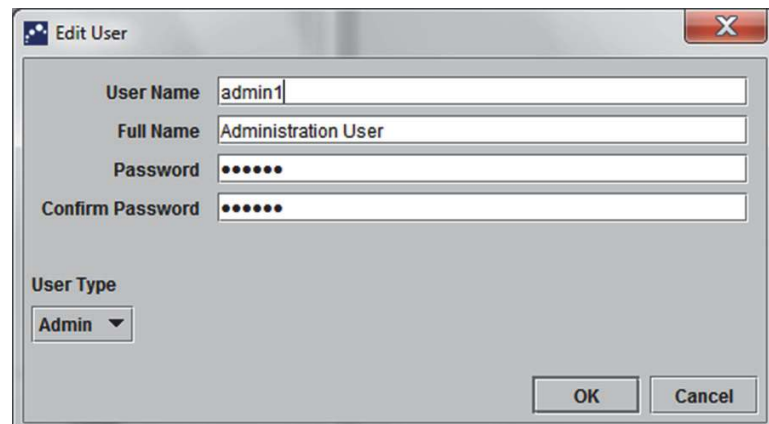 Edit User
X
User Name admin1
Full Name Administration User
Password ••••••
Confirm Password ••••••
User Type
Admin
OK Cancel